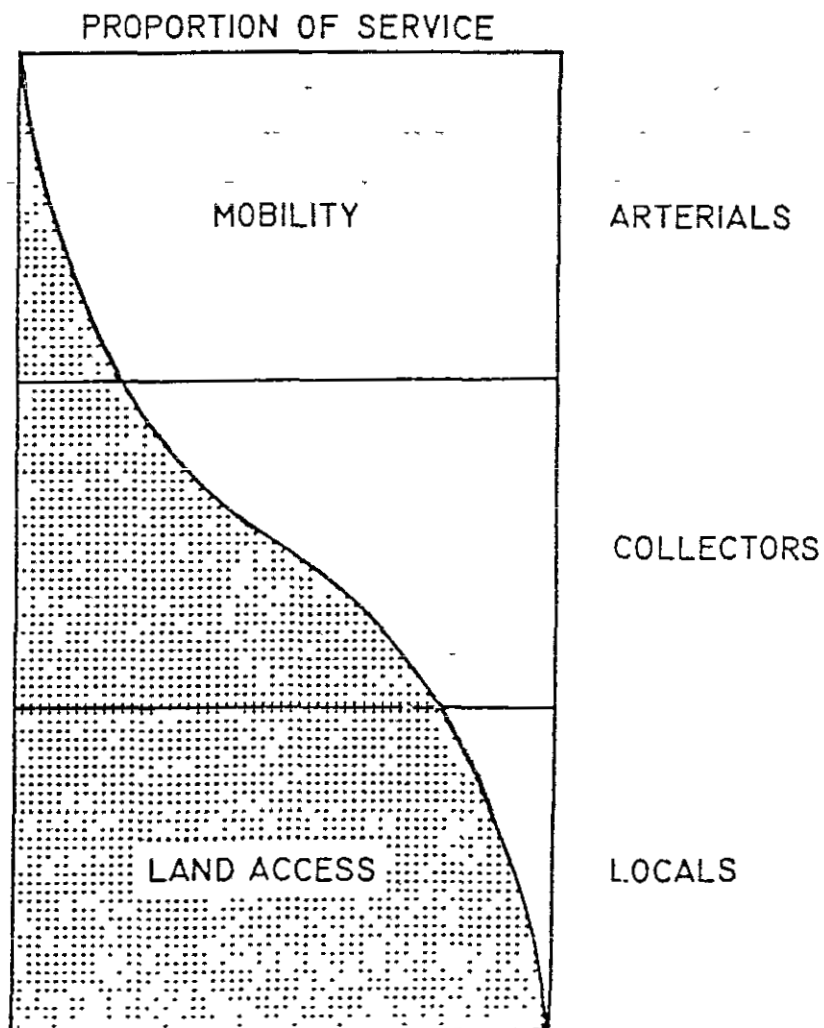 PROPORTION OF SERVICE
MOBILITY
ARTERIALS
COLLECTORS
LAND ACCESS
LOCALS